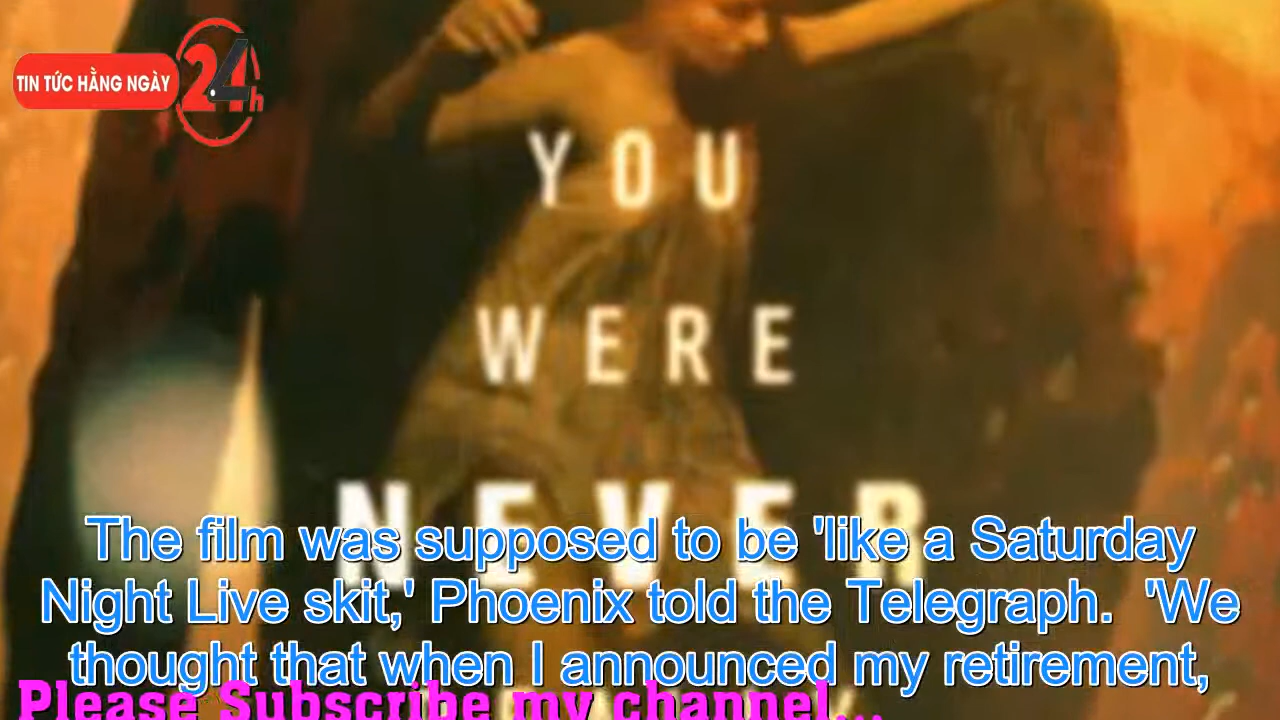 TIN TỨC HẰNG NGÀY
24h
YOU
WERE
NEVER
The film was supposed to be 'like a Saturday
Night Live skit,' Phoenix told the Telegraph. 'We
thought that when I announced my retirement,
Please Subscribe my channel...